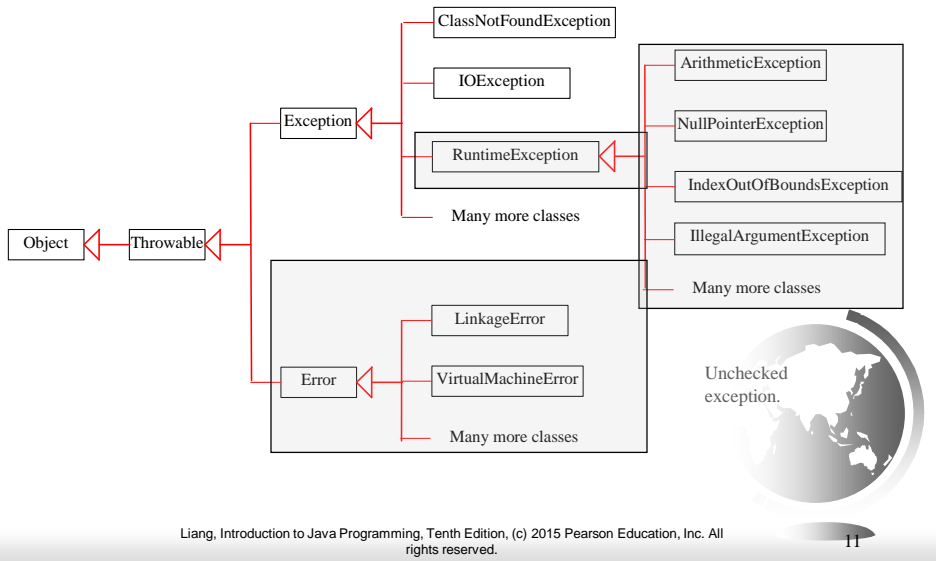 ClassNotFoundException
ArithmeticException
IOException
Exception
NullPointerException
RuntimeException
IndexOutOfBoundsException
Many more classes
Object
Throwable
IllegalArgumentException
Many more classes
LinkageError
Error
VirtualMachineError
Many more classes
Unchecked
exception.
Liang, Introduction to Java Programming, Tenth Edition, (c) 2015 Pearson Education, Inc. All
rights reserved.
11